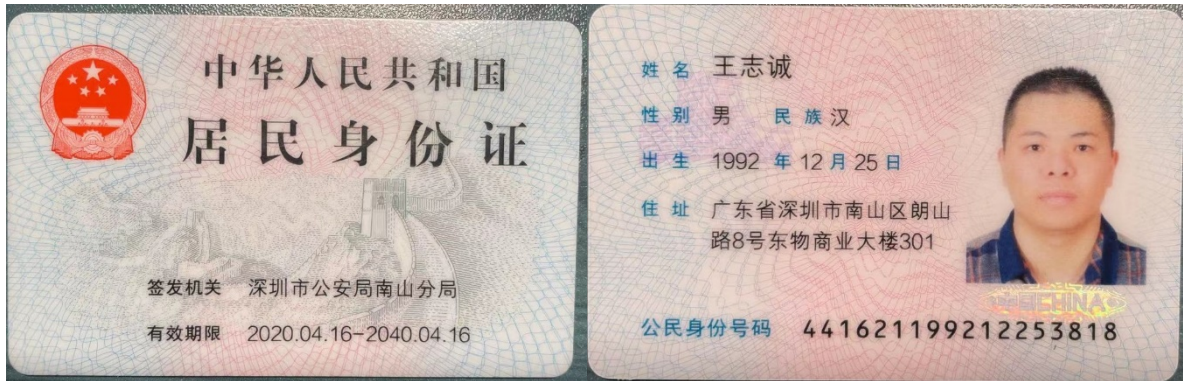 中华人民共和国
居民身份证
签发机关 深圳市公安局南山分局
有效期限 2020.04.16-2040.04.16
姓名 王志诚
性别 男 民族 汉
出生 1992 年 12 月 25 日
住址 广东省深圳市南山区朗山
路8号东物商业大楼301
公民身份号码 441621199212253818